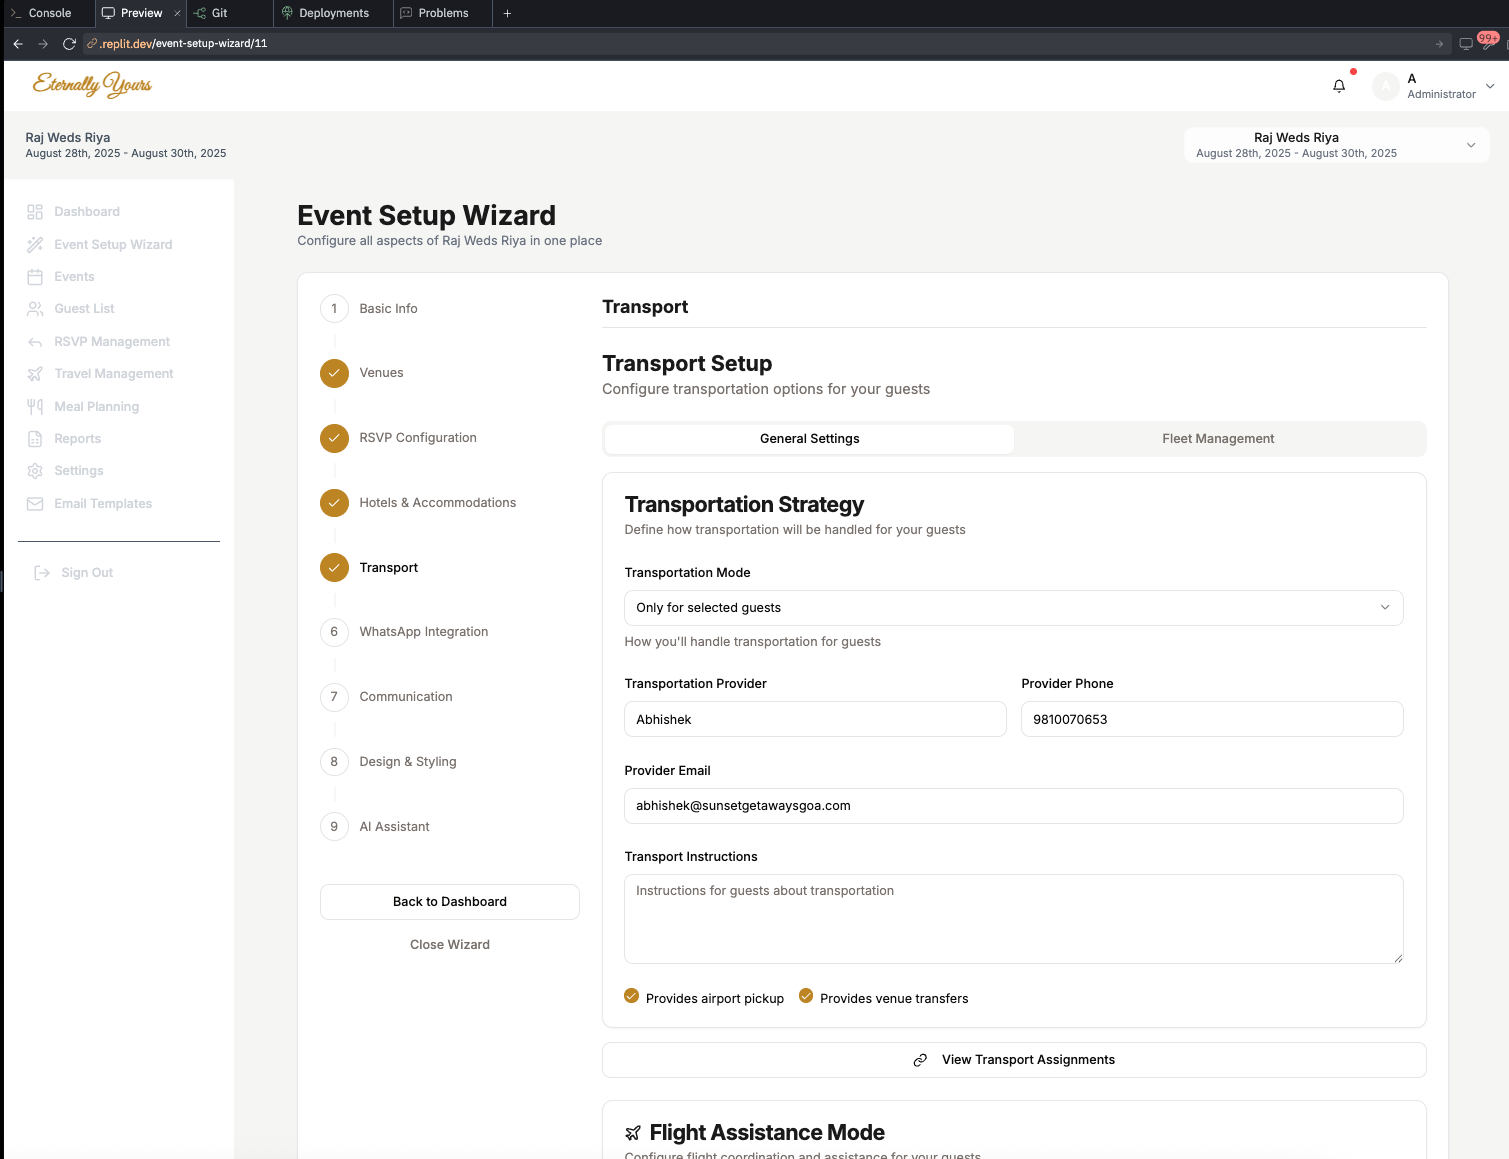 Console
Preview
Git
Deployments
Problems
.replit.dev/event-setup-wizard/11
99+
Eternally Yours
A
A
Administrator
Raj Weds Riya
August 28th, 2025 - August 30th, 2025
Raj Weds Riya
August 28th, 2025 - August 30th, 2025
Dashboard
Event Setup Wizard
Events
Guest List
RSVP Management
Travel Management
Meal Planning
Reports
Settings
Email Templates
Sign Out
Event Setup Wizard
Configure all aspects of Raj Weds Riya in one place
1 Basic Info
Venues
RSVP Configuration
Hotels & Accommodations
Transport
6 WhatsApp Integration
7 Communication
8 Design & Styling
9 AI Assistant
Back to Dashboard
Close Wizard
Transport
Transport Setup
Configure transportation options for your guests
General Settings
Fleet Management
Transportation Strategy
Define how transportation will be handled for your guests
Transportation Mode
Only for selected guests
How you'll handle transportation for guests
Transportation Provider
Provider Phone
Abhishek
9810070653
Provider Email
abhishek@sunsetgetawaysgoa.com
Transport Instructions
Instructions for guests about transportation
Provides airport pickup
Provides venue transfers
View Transport Assignments
Flight Assistance Mode
Configure flight coordination and assistance for your guests